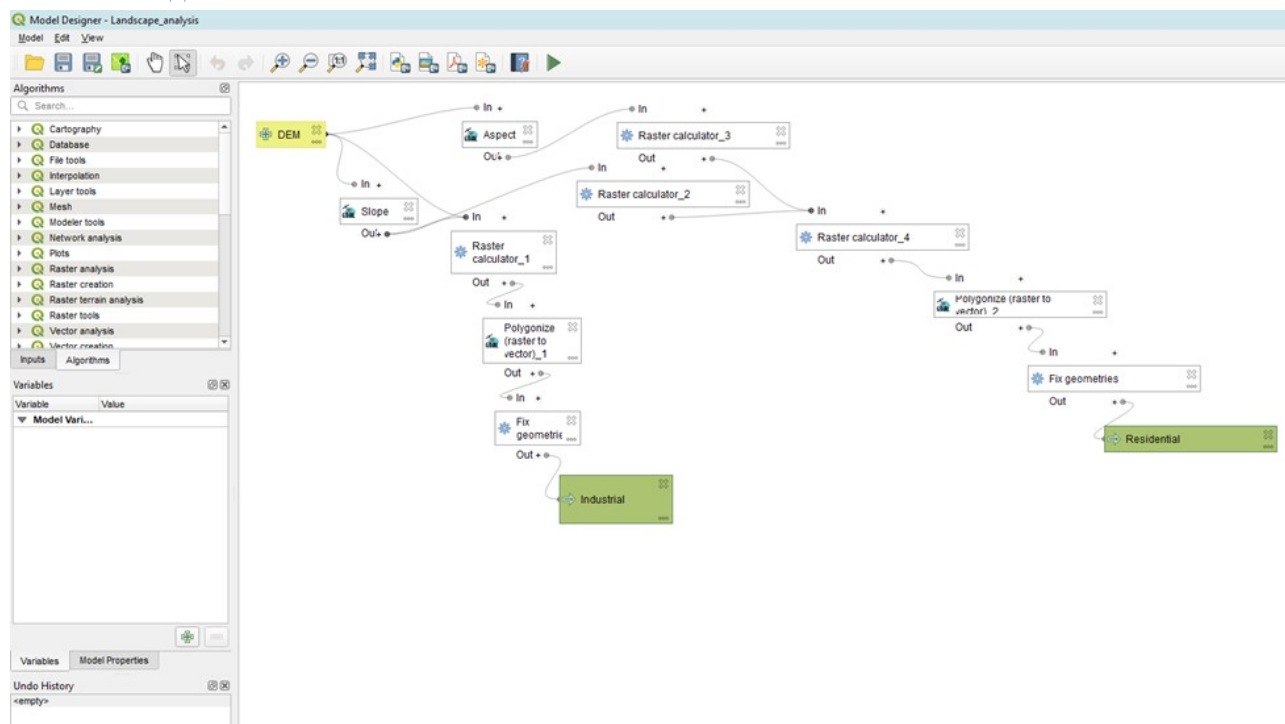 Model Designer - Landscape_analysis
Model Edit View
Algorithms
Search...
Cartography
Database
File tools
Interpolation
Layer tools
Mesh
Modeler tools
Network analysis
Plots
Raster analysis
Raster creation
Raster terrain analysis
Raster tools
Vector analysis
Vector creation
Inputs Algorithms
Variables
Variable Value
Model Vari...
Variables Model Properties
Undo History
<empty>
DEM
In
Aspect
Out
In
Raster calculator_3
Out
In
Slope
Out
In
Raster calculator_2
Out
In
Raster
calculator_1
Out
In
Raster calculator_4
Out
In
Polygonize
(raster to
vector)_1
Out
In
Polygonize (raster to
vector)_2
Out
In
Fix
geometrie
Out
In
Fix geometries
Out
Industrial
Residential